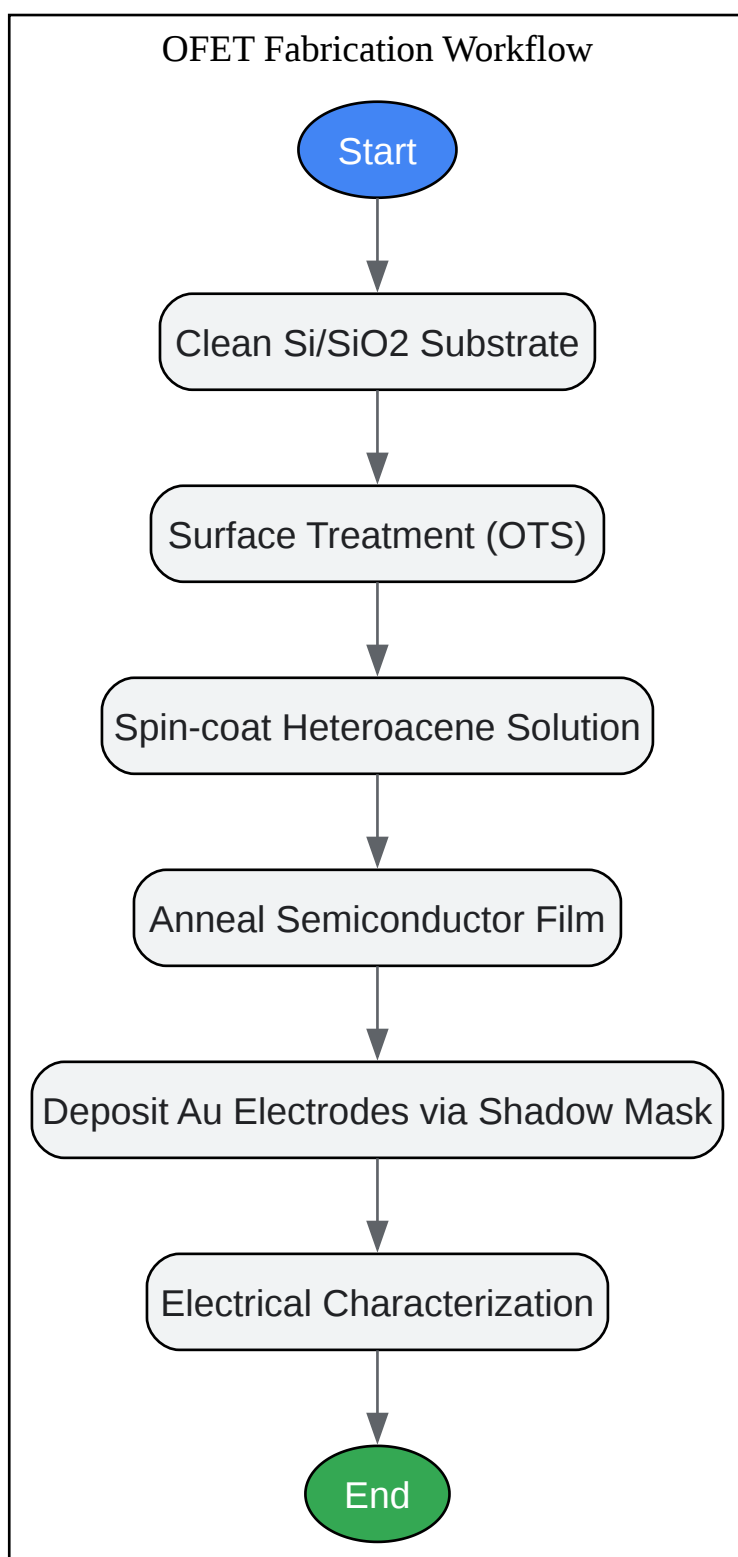 OFET Fabrication Workflow
Start
Clean Si/SiO2 Substrate
Surface Treatment (OTS)
Spin-coat Heteroacene Solution
Anneal Semiconductor Film
Deposit Au Electrodes via Shadow Mask
Electrical Characterization
End